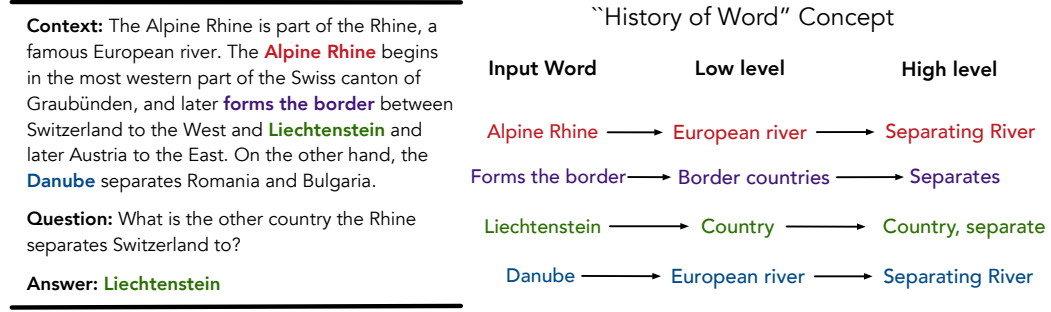 Context: The Alpine Rhine is part of the Rhine, a
famous European river. The Alpine Rhine begins
in the most western part of the Swiss canton of
Graubünden, and later forms the border between
Switzerland to the West and Liechtenstein and
later Austria to the East. On the other hand, the
Danube separates Romania and Bulgaria.
Question: What is the other country the Rhine
separates Switzerland to?
Answer: Liechtenstein
``History of Word” Concept
Input Word Low level High level
Alpine Rhine European river Separating River
Forms the border Border countries Separates
Liechtenstein Country Country, separate
Danube European river Separating River